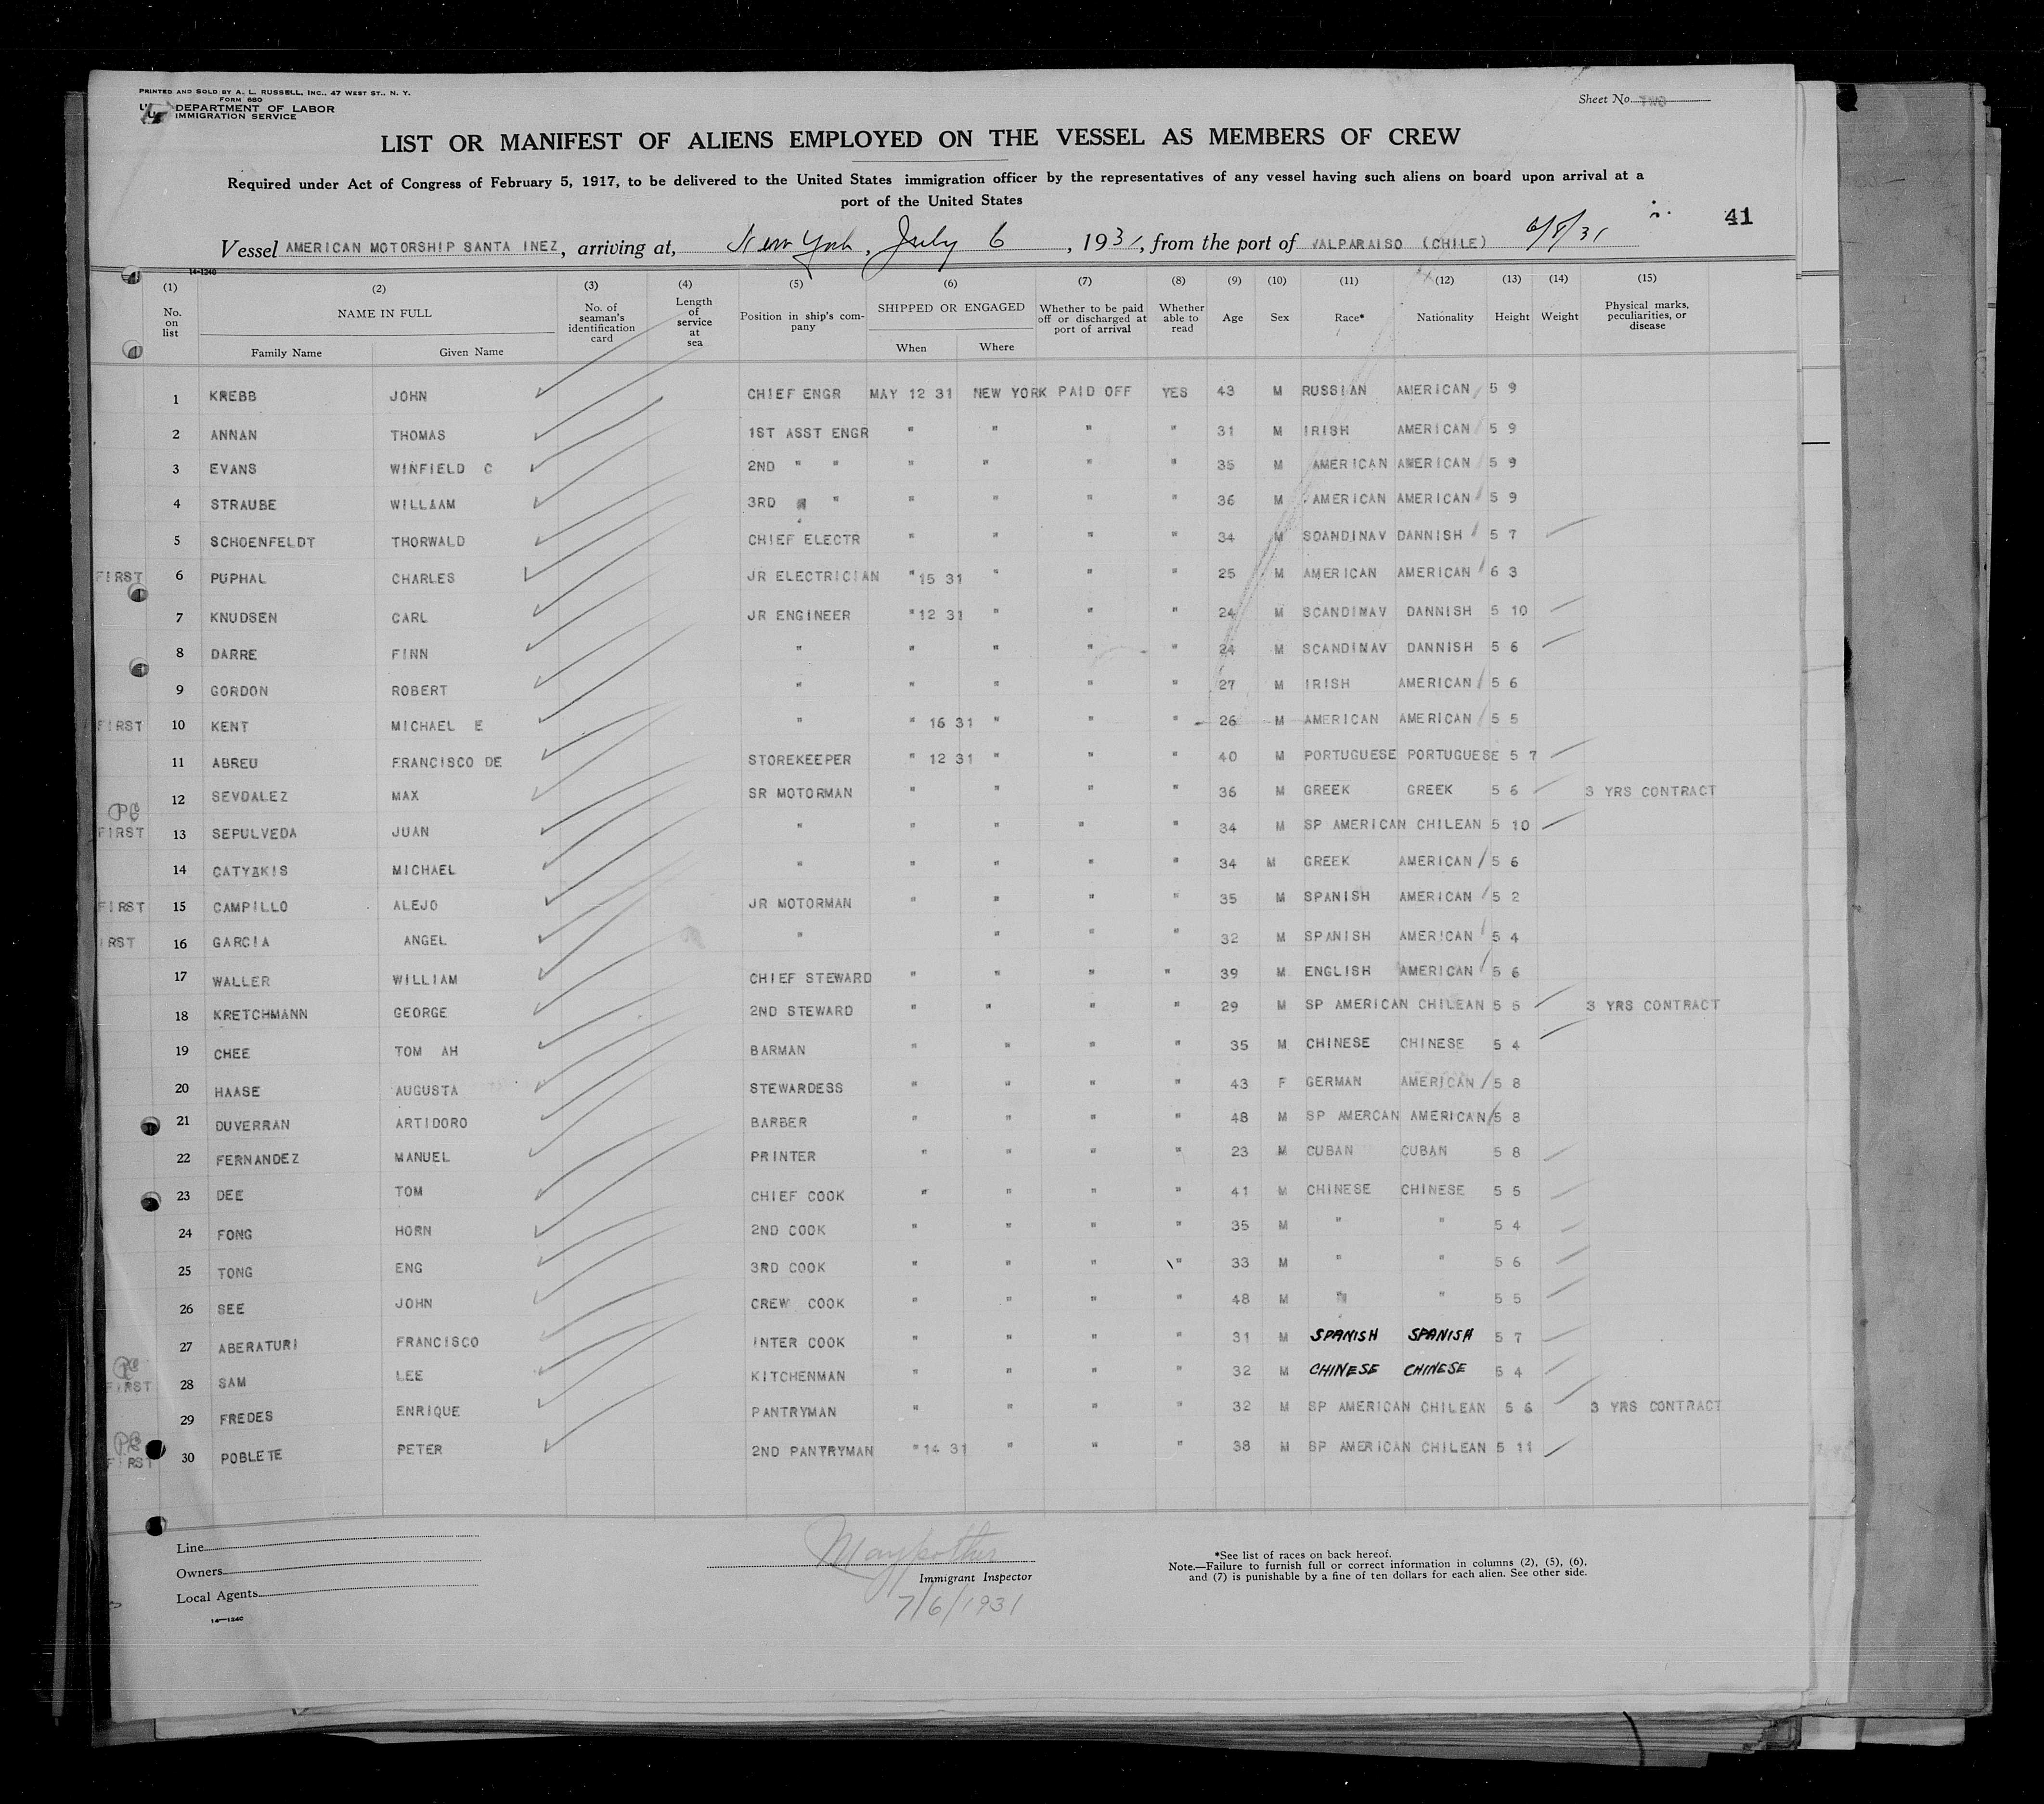 PRINTED AND SOLD BY A. L. RUSSELL, INC., 47 WEST ST., N. Y.
FORM 680
DEPARTMENT OF LABOR
IMMIGRATION SERVICE
Sheet No. TWO
LIST OR MANIFEST OF ALIENS EMPLOYED ON THE VESSEL AS MEMBERS OF CREW
Required under Act of Congress of February 5, 1917, to be delivered to the United States immigration officer by the representatives of any vessel having such aliens on board upon arrival at a
port of the United States
41
Vessel AMERICAN MOTORSHIP SANTA INEZ, arriving at, New York, July 6, 1931, from the port of VALPARAISO (CHILE) 6/8/31
14-1240
(1) (2) (3) (4) (5) (6) (7) (8) (9) (10) (11) (12) (13) (14) (15)
No. on list NAME IN FULL No. of seaman's identification card Length of service at sea Position in ship's company SHIPPED OR ENGAGED Whether to be paid off or discharged at port of arrival Whether able to read Age Sex Race* Nationality Height Weight Physical marks, peculiarities, or disease
Family Name Given Name When Where
1 KREBB JOHN CHIEF ENGR MAY 12 31 NEW YORK PAID OFF YES 43 M RUSSIAN AMERICAN 5 9
2 ANNAN THOMAS 1ST ASST ENGR " " " " 31 M IRISH AMERICAN 5 9
3 EVANS WINFIELD C 2ND " " " " " " 35 M AMERICAN AMERICAN 5 9
4 STRAUBE WILLIAM 3RD " " " " " " 36 M AMERICAN AMERICAN 5 9
5 SCHOENFELDT THORWALD CHIEF ELECTR " " " " 34 M SCANDINAV DANNISH 5 7
FIRST 6 PUPHAL CHARLES JR ELECTRICIAN " 15 31 " " " 25 M AMERICAN AMERICAN 6 3
7 KNUDSEN CARL JR ENGINEER " 12 31 " " " 24 M SCANDINAV DANNISH 5 10
8 DARRE FINN " " " " " 24 M SCANDINAV DANNISH 5 6
9 GORDON ROBERT " " " " " 27 M IRISH AMERICAN 5 6
FIRST 10 KENT MICHAEL E " " 16 31 " " " 26 M AMERICAN AMERICAN 5 5
11 ABREU FRANCISCO DE STOREKEEPER " 12 31 " " " 40 M PORTUGUESE PORTUGUESE 5 7
12 SEVDALEZ MAX SR MOTORMAN " " " " 36 M GREEK GREEK 5 6 3 YRS CONTRACT
FIRST 13 SEPULVEDA JUAN " " " " " 34 M SP AMERICAN CHILEAN 5 10
14 CATYAKIS MICHAEL " " " " " 34 M GREEK AMERICAN 5 6
FIRST 15 CAMPILLO ALEJO JR MOTORMAN " " " " 35 M SPANISH AMERICAN 5 2
IRST 16 GARCIA ANGEL " " " " 32 M SPANISH AMERICAN 5 4
17 WALLER WILLIAM CHIEF STEWARD " " " " 39 M ENGLISH AMERICAN 5 6
18 KRETCHMANN GEORGE 2ND STEWARD " " " " 29 M SP AMERICAN CHILEAN 5 5 3 YRS CONTRACT
19 CHEE TOM AH BARMAN " " " " 35 M CHINESE CHINESE 5 4
20 HAASE AUGUSTA STEWARDESS " " " " 43 F GERMAN AMERICAN 5 8
21 DUVERRAN ARTIDORO BARBER " " " " 48 M SP AMERCAN AMERICAN 5 8
22 FERNANDEZ MANUEL PRINTER " " " " 23 M CUBAN CUBAN 5 8
23 DEE TOM CHIEF COOK " " " " 41 M CHINESE CHINESE 5 5
24 FONG HORN 2ND COOK " " " " 35 M " " 5 4
25 TONG ENG 3RD COOK " " " " 33 M " " 5 6
26 SEE JOHN CREW COOK " " " " 48 M " " 5 5
27 ABERATURI FRANCISCO INTER COOK " " " " 31 M SPANISH SPANISH 5 7
FIRST 28 SAM LEE KITCHENMAN " " " " 32 M CHINESE CHINESE 5 4
29 FREDES ENRIQUE PANTRYMAN " " " " 32 M SP AMERICAN CHILEAN 5 6 3 YRS CONTRACT
FIRST 30 POBLETE PETER 2ND PANTRYMAN " 14 31 " " " 38 M SP AMERICAN CHILEAN 5 11
Line
Owners
Local Agents
14-1240
Immigrant Inspector
7/6/1931
*See list of races on back hereof.
Note.—Failure to furnish full or correct information in columns (2), (5), (6),
and (7) is punishable by a fine of ten dollars for each alien. See other side.